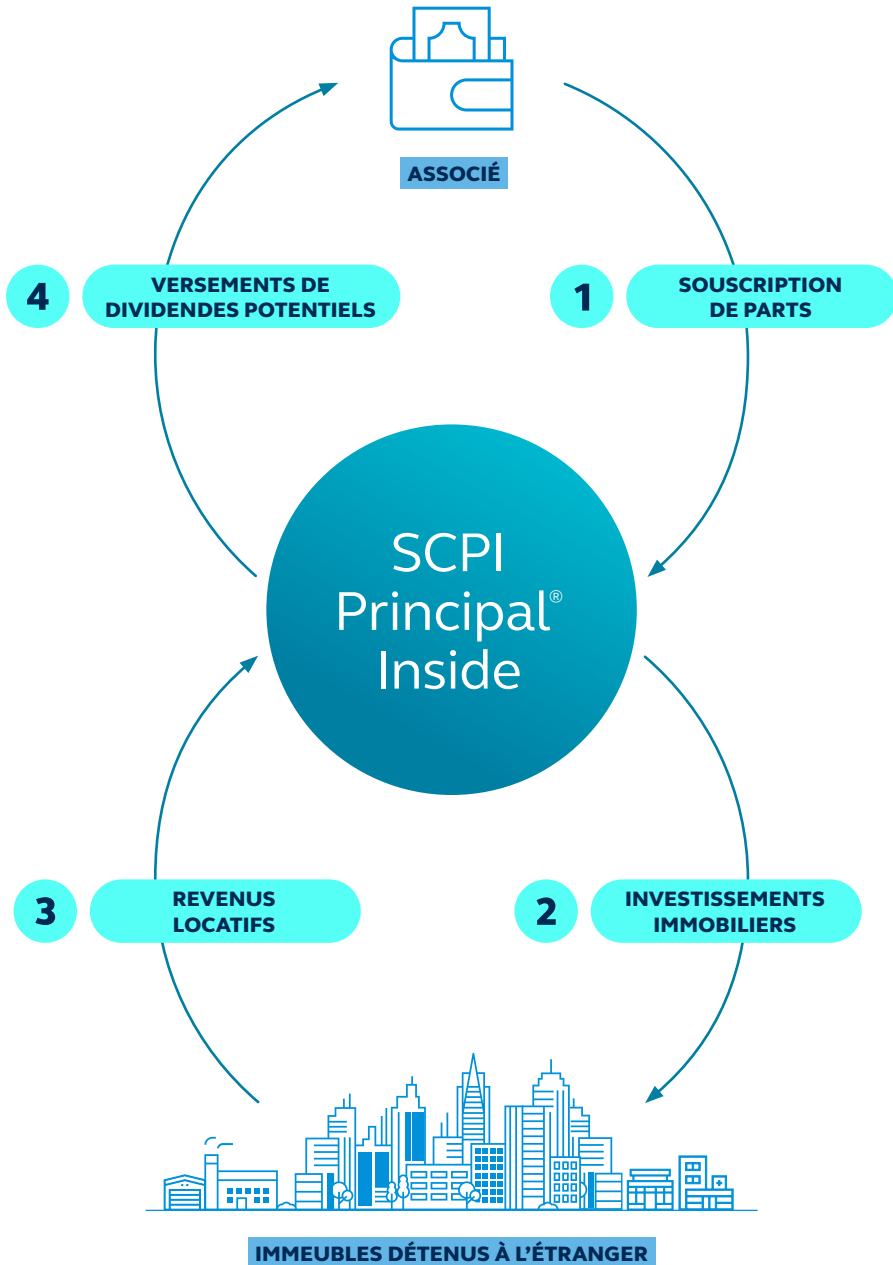 ASSOCIÉ
4
VERSEMENTS DE
DIVIDENDES POTENTIELS
1
SOUSCRIPTION
DE PARTS
SCPI
Principal®
Inside
3
REVENUS
LOCATIFS
2
INVESTISSEMENTS
IMMOBILIERS
IMMEUBLES DÉTENUS À L’ÉTRANGER